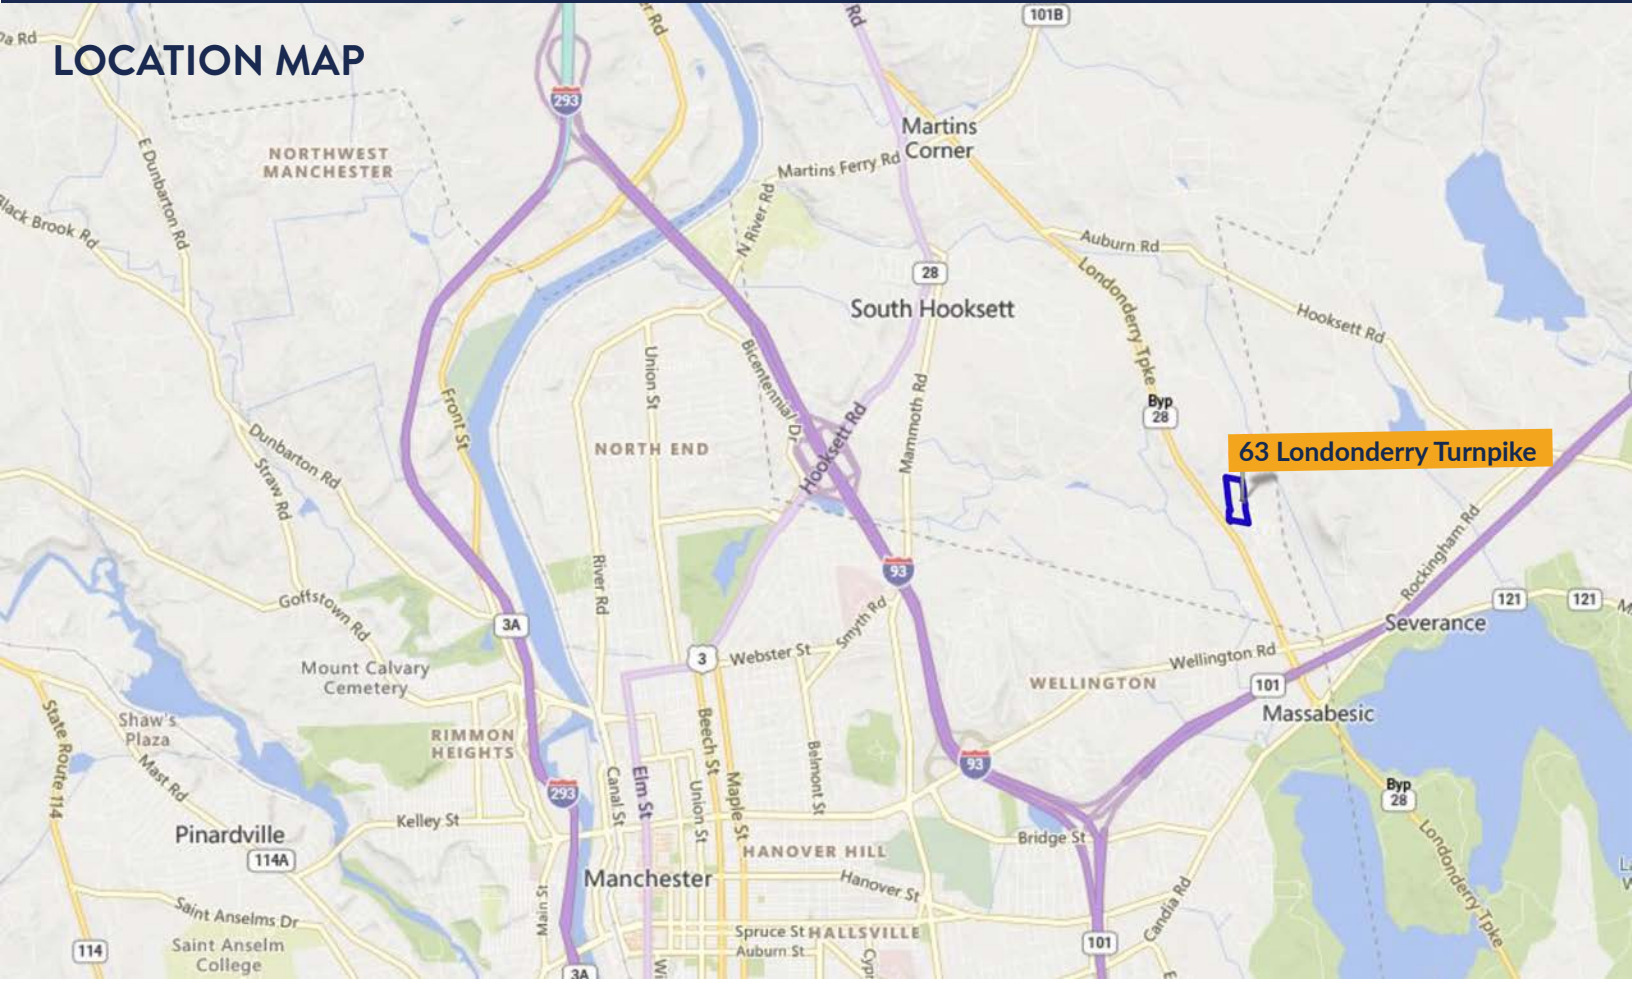 LOCATION MAP
101B
293
Martins
Corner
NORTHWEST
MANCHESTER
E Dunbarton Rd
Martins Ferry Rd
Black Brook Rd
N River Rd
Auburn Rd
28
South Hooksett
Londonderry Tpke
Hooksett Rd
Union St
Bicentennial Dr
Front St
Mammoth Rd
Byp
28
Hooksett Rd
Dunbarton Rd
NORTH END
63 Londonderry Turnpike
Straw Rd
River Rd
93
Rockingham Rd
Goffstown Rd
3A
Smyth Rd
121
121
Severance
3
Webster St
Wellington Rd
Mount Calvary
Cemetery
WELLINGTON
101
Massabesic
State Route 114
Shaw's
Plaza
RIMMON
HEIGHTS
Beech St
Belmont St
93
Mast Rd
Canal St
Elm St
Union St
Maple St
293
Byp
28
Pinardville
Kelley St
Bridge St
Londonderry Tpke
114A
HANOVER HILL
Manchester
Hanover St
Main St
Candia Rd
Saint Anselms Dr
Spruce St
HALLSVILLE
114
Saint Anselm
College
Auburn St
101
3A